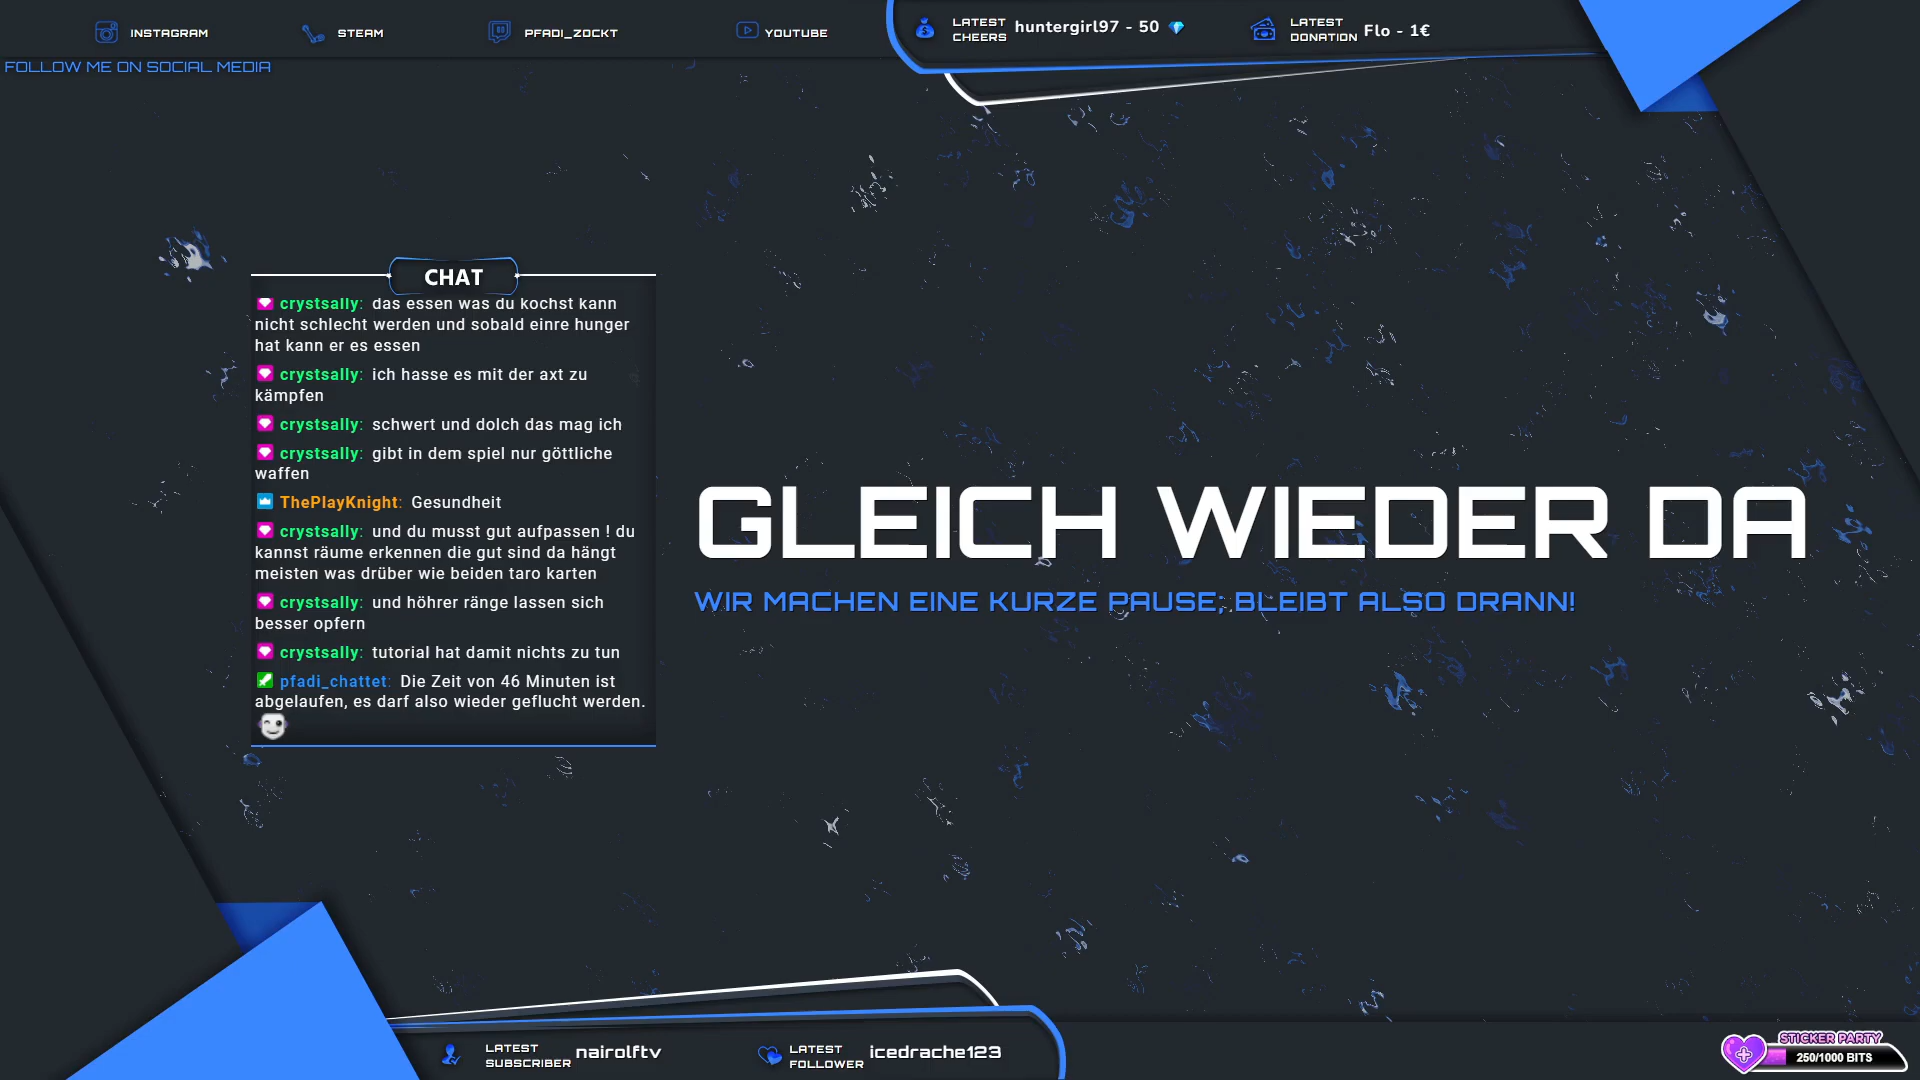 INSTAGRAM
STEAM
PFADI_ZOCKT
YOUTUBE
LATEST
CHEERS
huntergirl97 - 50
LATEST
DONATION
Flo - 1€
FOLLOW ME ON SOCIAL MEDIA
CHAT
crystsally: das essen was du kochst kann
nicht schlecht werden und sobald einre hunger
hat kann er es essen
crystsally: ich hasse es mit der axt zu
kämpfen
crystsally: schwert und dolch das mag ich
crystsally: gibt in dem spiel nur göttliche
waffen
ThePlayKnight: Gesundheit
crystsally: und du musst gut aufpassen ! du
kannst räume erkennen die gut sind da hängt
meisten was drüber wie beiden taro karten
crystsally: und höhrer ränge lassen sich
besser opfern
crystsally: tutorial hat damit nichts zu tun
pfadi_chattet: Die Zeit von 46 Minuten ist
abgelaufen, es darf also wieder geflucht werden.
GLEICH WIEDER DA
WIR MACHEN EINE KURZE PAUSE, BLEIBT ALSO DRANN!
LATEST
SUBSCRIBER
nairolftv
LATEST
FOLLOWER
icedrache123
STICKER PARTY
250/1000 BITS